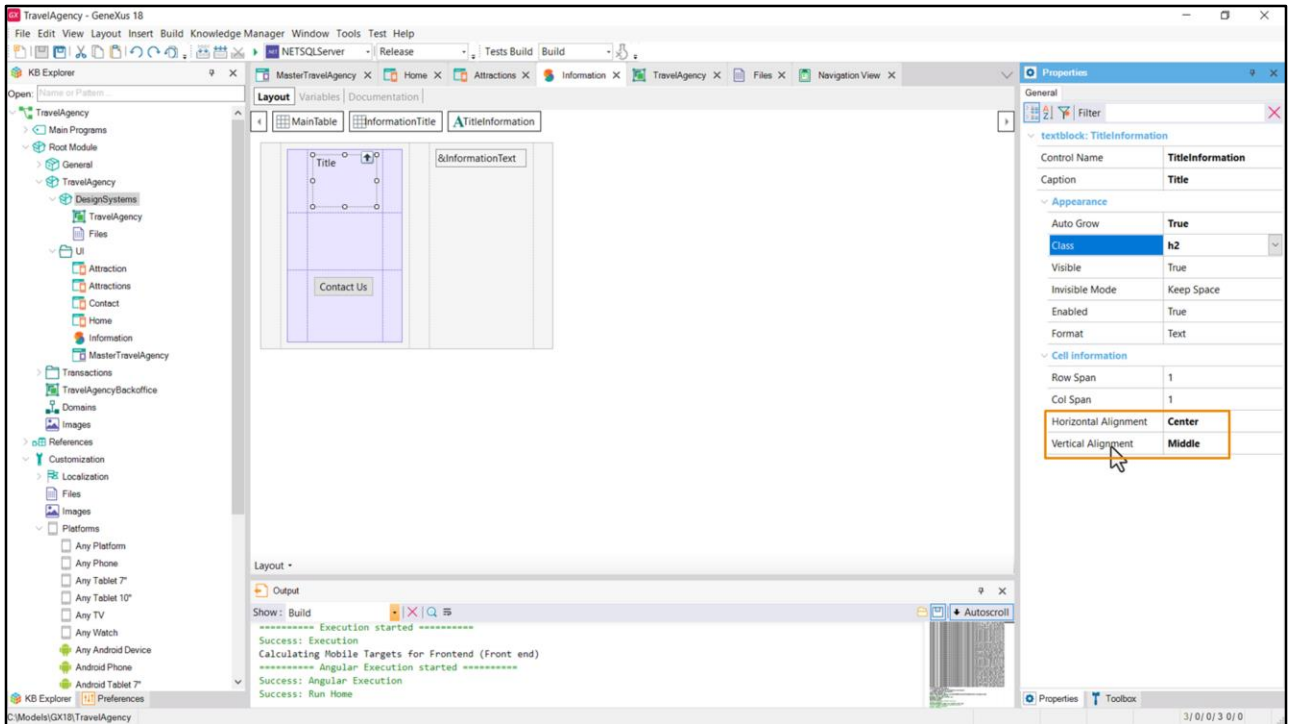 TravelAgency - GeneXus 18
File Edit View Layout Insert Build Knowledge Manager Window Tools Test Help
NETSQLServer Release Tests Build Build
KB Explorer
Open: Name or Pattern...
TravelAgency
Main Programs
Root Module
General
TravelAgency
DesignSystems
TravelAgency
Files
UI
Attraction
Attractions
Contact
Home
Information
MasterTravelAgency
Transactions
TravelAgencyBackoffice
Domains
Images
References
Customization
Localization
Files
Images
Platforms
Any Platform
Any Phone
Any Tablet 7"
Any Tablet 10"
Any TV
Any Watch
Any Android Device
Android Phone
Android Tablet 7"
KB Explorer Preferences
C:\Models\GX18\TravelAgency
MasterTravelAgency X Home X Attractions X Information X TravelAgency X Files X Navigation View X
Layout Variables Documentation
MainTable InformationTitle TitleInformation
Title
&InformationText
Contact Us
Layout
Output
Show: Build Autoscroll
========== Execution started ==========
Success: Execution
Calculating Mobile Targets for Frontend (Front end)
========== Angular Execution started ==========
Success: Angular Execution
Success: Run Home
Properties
General
Filter
textblock: TitleInformation
Control Name TitleInformation
Caption Title
Appearance
Auto Grow True
Class h2
Visible True
Invisible Mode Keep Space
Enabled True
Format Text
Cell information
Row Span 1
Col Span 1
Horizontal Alignment Center
Vertical Alignment Middle
Properties Toolbox
3/ 0/ 0/ 3 0/ 0